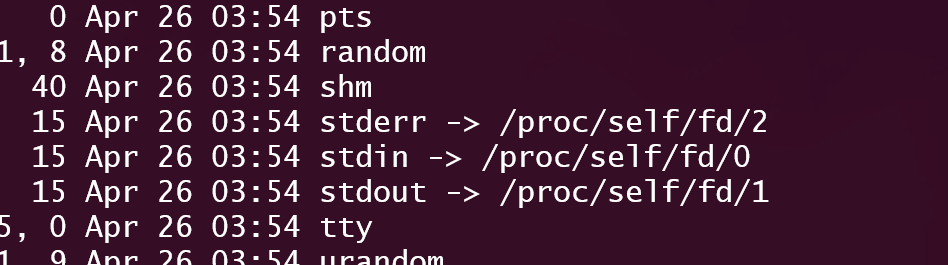 0 Apr 26 03:54 pts
1, 8 Apr 26 03:54 random
40 Apr 26 03:54 shm
15 Apr 26 03:54 stderr -> /proc/self/fd/2
15 Apr 26 03:54 stdin -> /proc/self/fd/0
15 Apr 26 03:54 stdout -> /proc/self/fd/1
5, 0 Apr 26 03:54 tty
1, 9 Apr 26 03:54 urandom